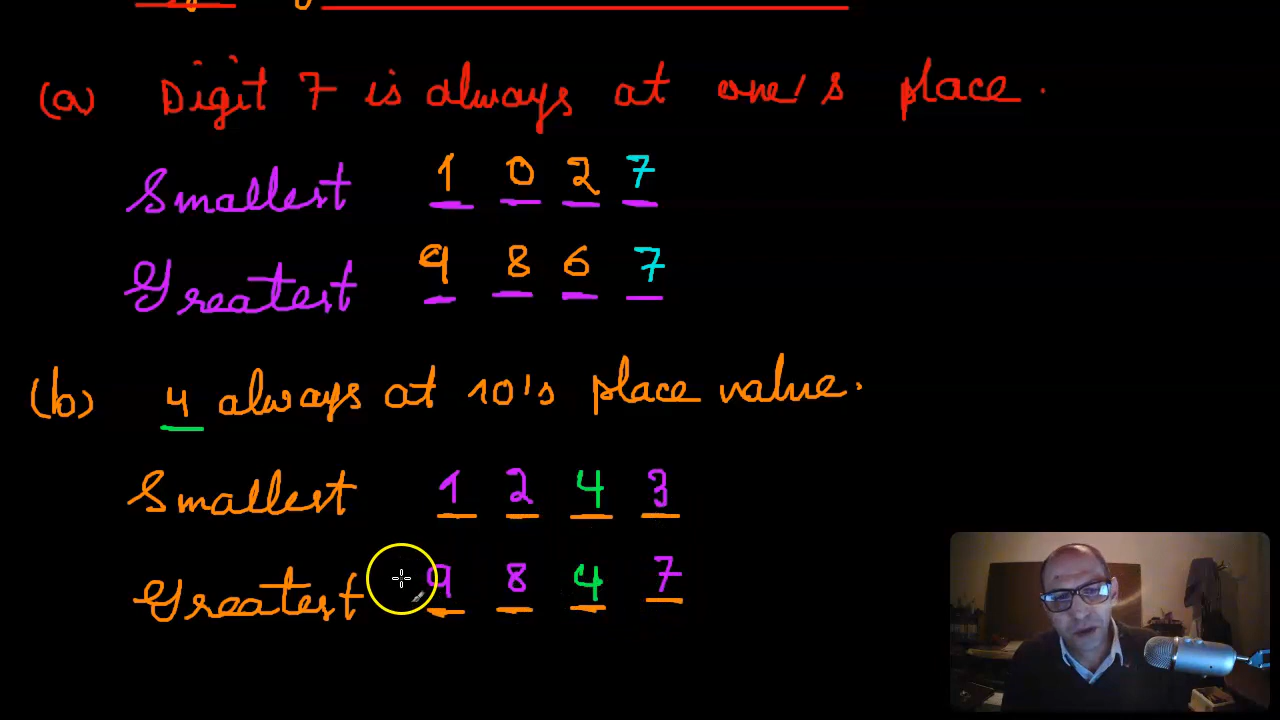 (a) Digit 7 is always at one's place.
Smallest 1 0 2 7
Greatest 9 8 6 7
(b) 4 always at 10's place value.
Smallest 1 2 4 3
Greatest 9 8 4 7